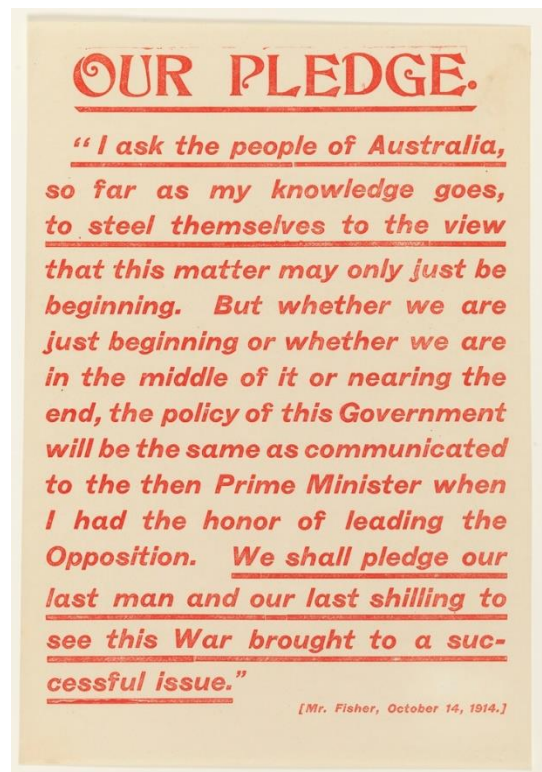 OUR PLEDGE.
“I ask the people of Australia,
so far as my knowledge goes,
to steel themselves to the view
that this matter may only just be
beginning. But whether we are
just beginning or whether we are
in the middle of it or nearing the
end, the policy of this Government
will be the same as communicated
to the then Prime Minister when
I had the honor of leading the
Opposition. We shall pledge our
last man and our last shilling to
see this War brought to a suc-
cessful issue.”
[Mr. Fisher, October 14, 1914.]